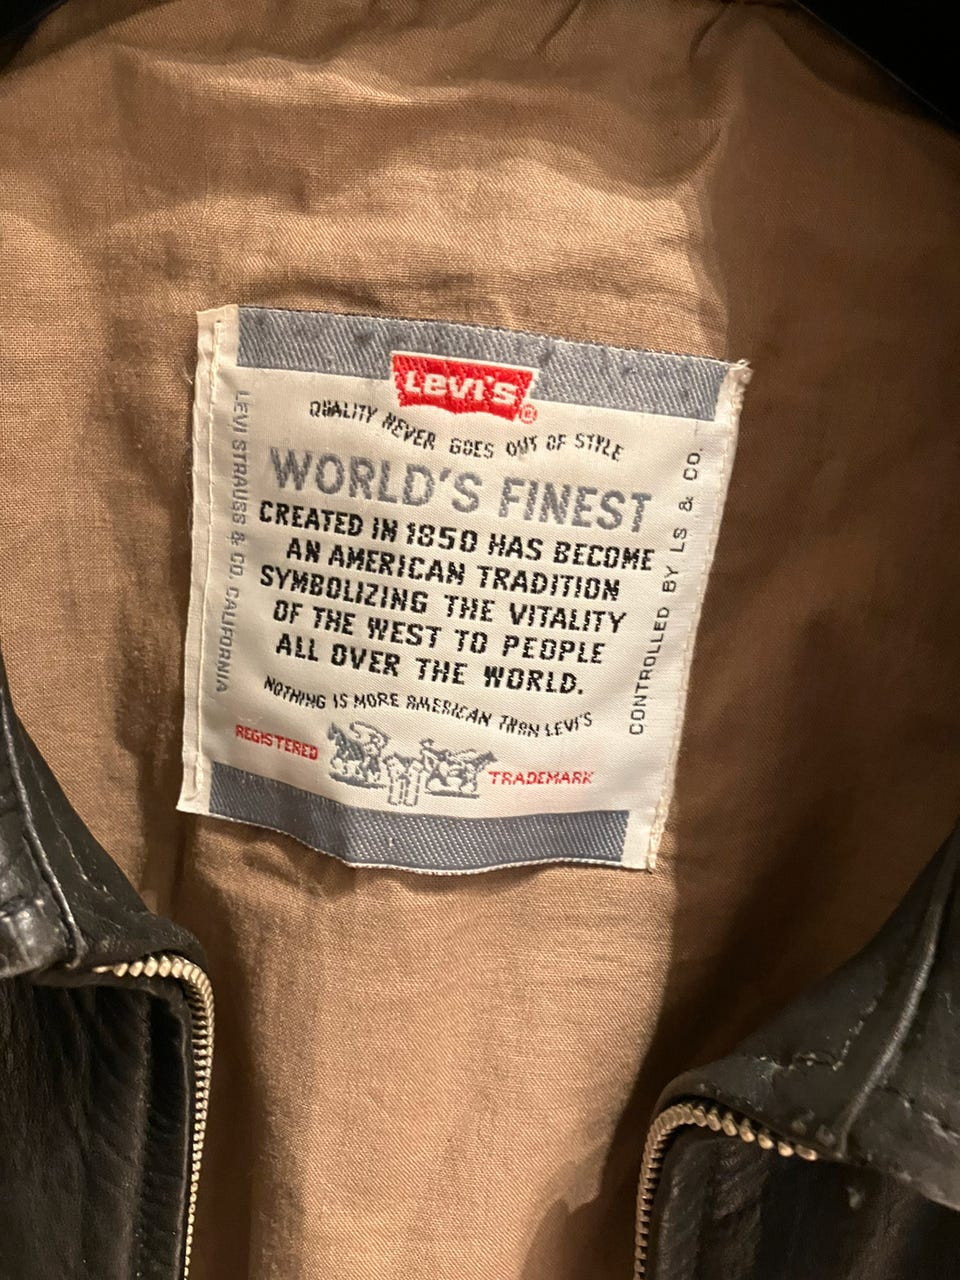 Levi's®
QUALITY NEVER GOES OUT OF STYLE
WORLD'S FINEST
CREATED IN 1850 HAS BECOME
AN AMERICAN TRADITION
SYMBOLIZING THE VITALITY
OF THE WEST TO PEOPLE
ALL OVER THE WORLD.
NOTHING IS MORE AMERICAN THAN LEVI'S
REGISTERED TRADEMARK
LEVI STRAUSS & CO. CALIFORNIA
CONTROLLED BY LS & CO.